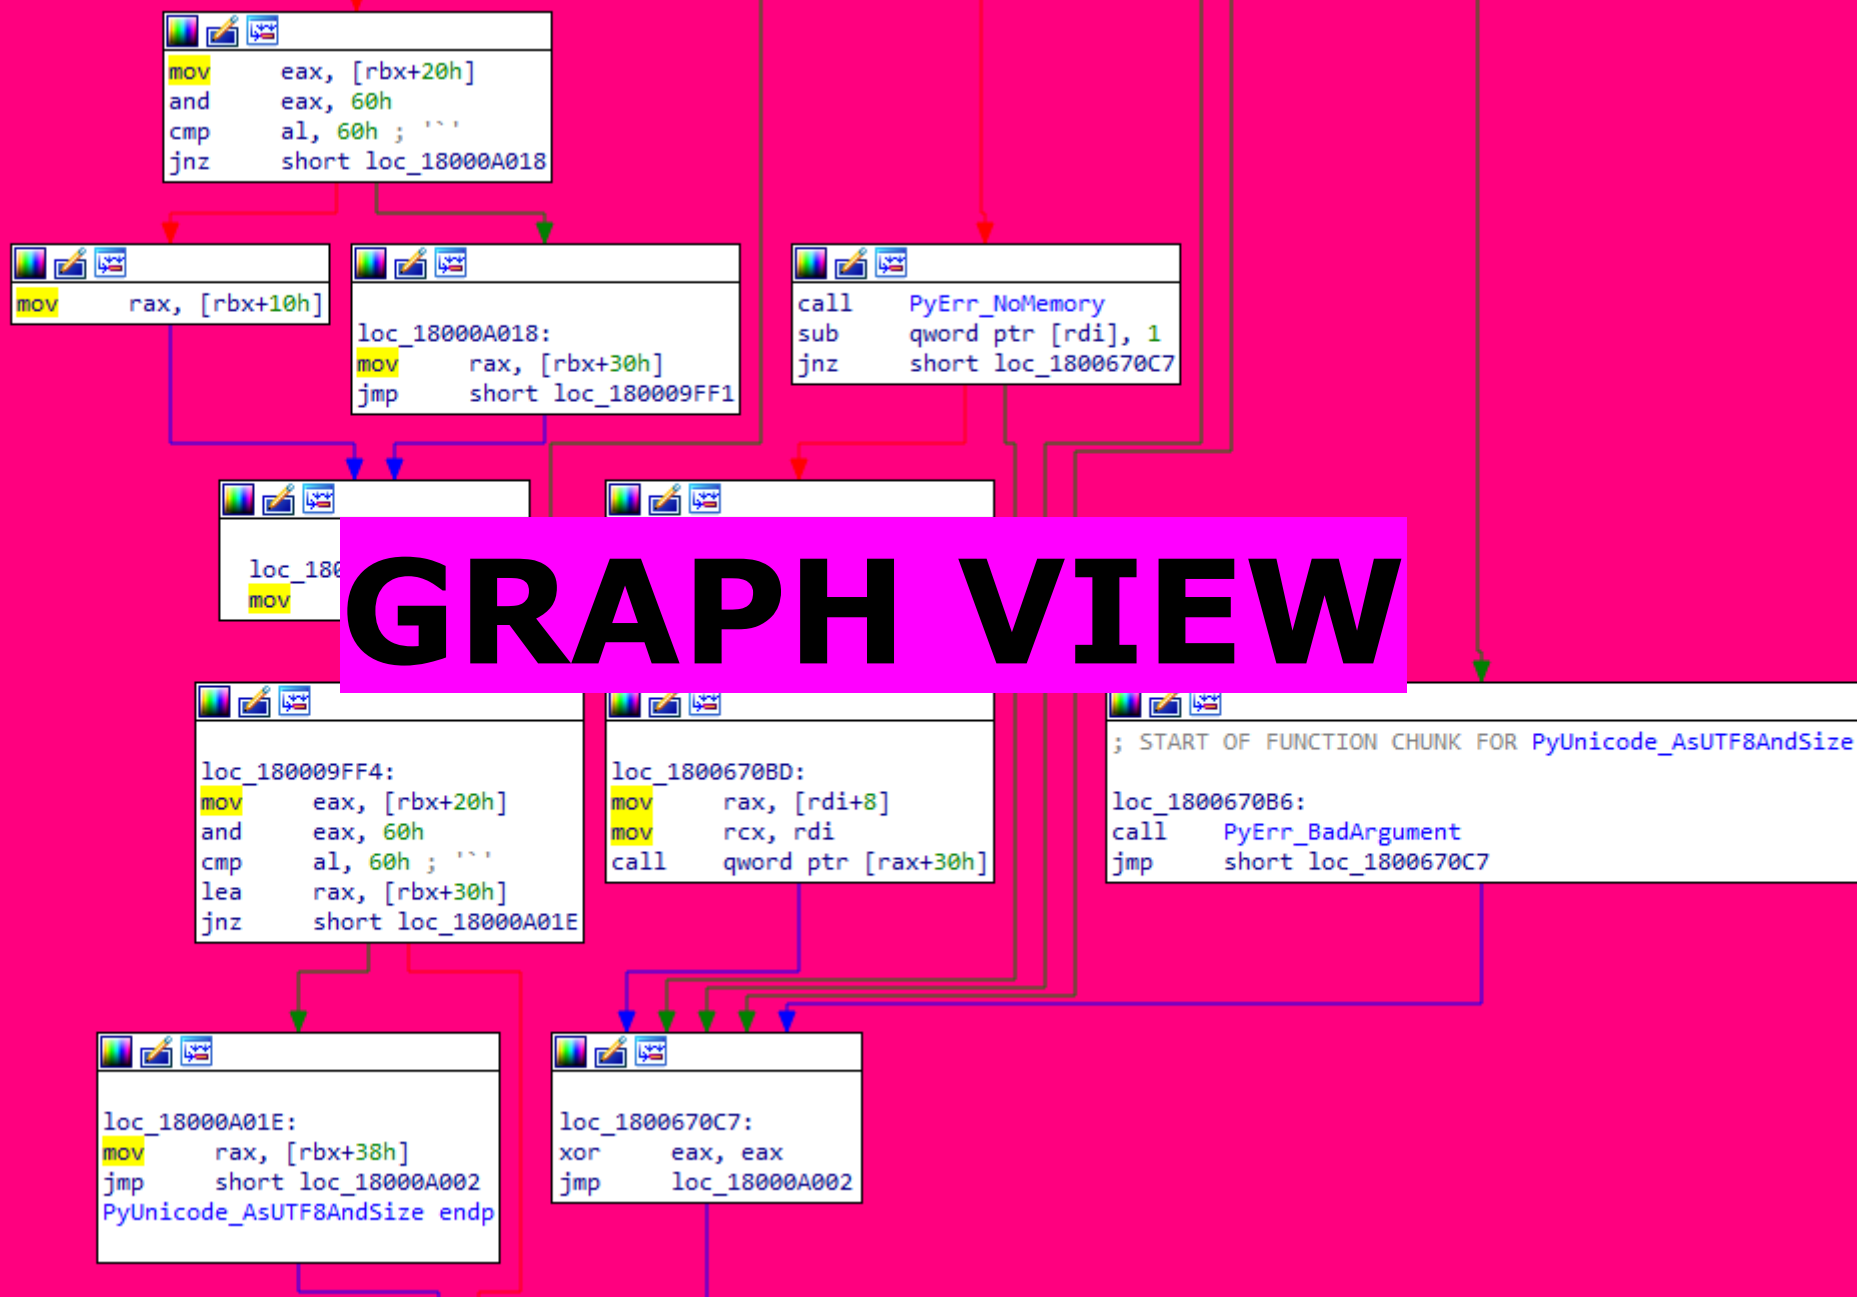 mov eax, [rbx+20h]
and eax, 60h
cmp al, 60h ; '`'
jnz short loc_18000A018
mov rax, [rbx+10h]
loc_18000A018:
mov rax, [rbx+30h]
jmp short loc_180009FF1
call PyErr_NoMemory
sub qword ptr [rdi], 1
jnz short loc_1800670C7
loc_180
mov
GRAPH VIEW
loc_180009FF4:
mov eax, [rbx+20h]
and eax, 60h
cmp al, 60h ; '`'
lea rax, [rbx+30h]
jnz short loc_18000A01E
loc_1800670BD:
mov rax, [rdi+8]
mov rcx, rdi
call qword ptr [rax+30h]
; START OF FUNCTION CHUNK FOR PyUnicode_AsUTF8AndSize
loc_1800670B6:
call PyErr_BadArgument
jmp short loc_1800670C7
loc_18000A01E:
mov rax, [rbx+38h]
jmp short loc_18000A002
PyUnicode_AsUTF8AndSize endp
loc_1800670C7:
xor eax, eax
jmp loc_18000A002